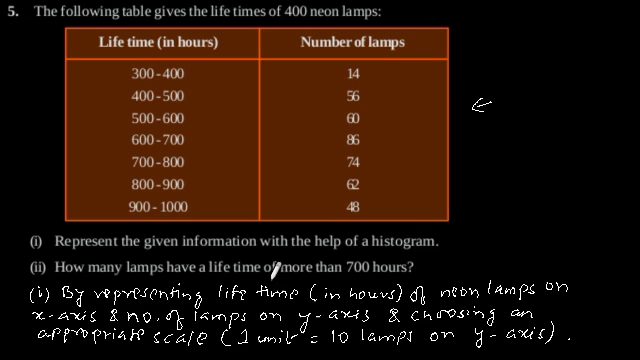 5. The following table gives the life times of 400 neon lamps:
Life time (in hours) Number of lamps
300 - 400 14
400 - 500 56
500 - 600 60
600 - 700 86
700 - 800 74
800 - 900 62
900 - 1000 48
(i) Represent the given information with the help of a histogram.
(ii) How many lamps have a life time of more than 700 hours?
(i) By representing life time (in hours) of neon lamps on
x-axis & no. of lamps on y-axis & choosing an
appropriate scale (1 unit = 10 lamps on y-axis).